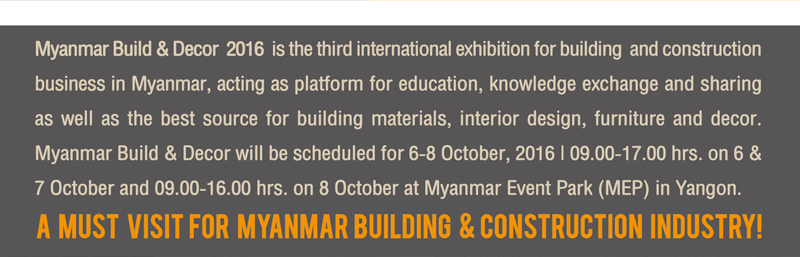 Myanmar Build & Decor 2016 is the third international exhibition for building and construction
business in Myanmar, acting as platform for education, knowledge exchange and sharing
as well as the best source for building materials, interior design, furniture and decor.
Myanmar Build & Decor will be scheduled for 6-8 October, 2016 | 09.00-17.00 hrs. on 6 &
7 October and 09.00-16.00 hrs. on 8 October at Myanmar Event Park (MEP) in Yangon.
A MUST VISIT FOR MYANMAR BUILDING & CONSTRUCTION INDUSTRY!